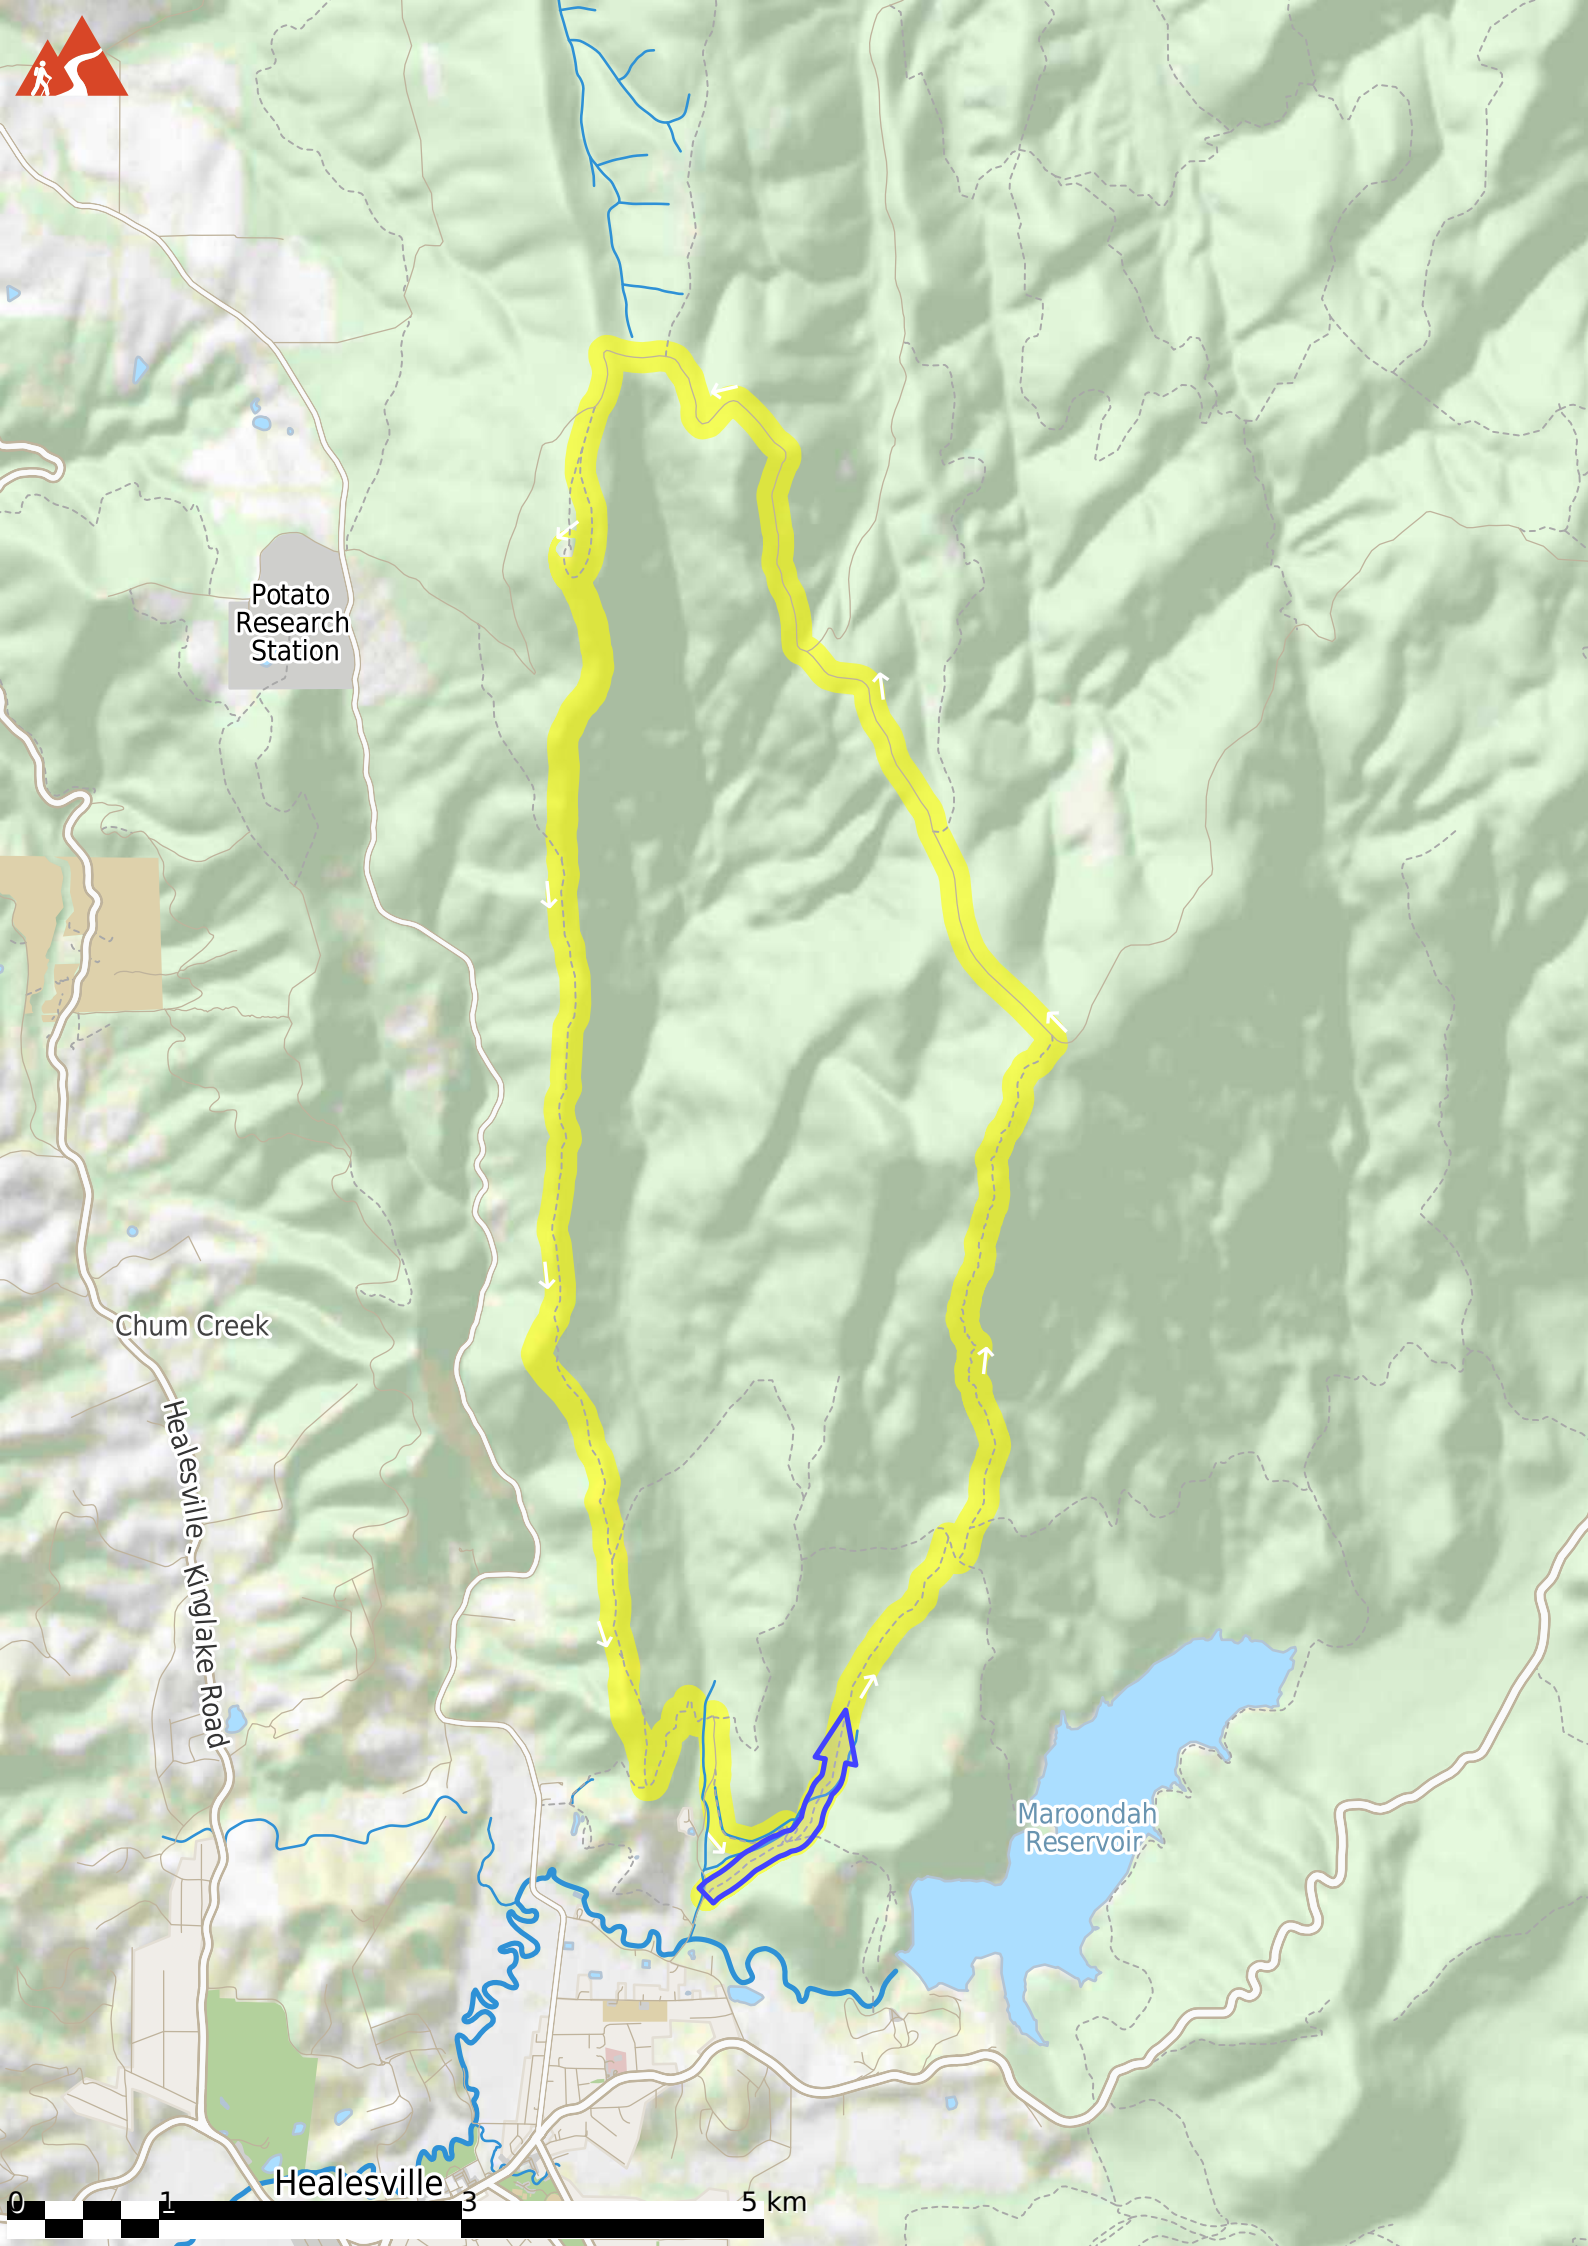 Potato
Research
Station
Chum Creek
Healesville - Kinglake Road
Maroondah
Reservoir
Healesville
0 1 3 5 km